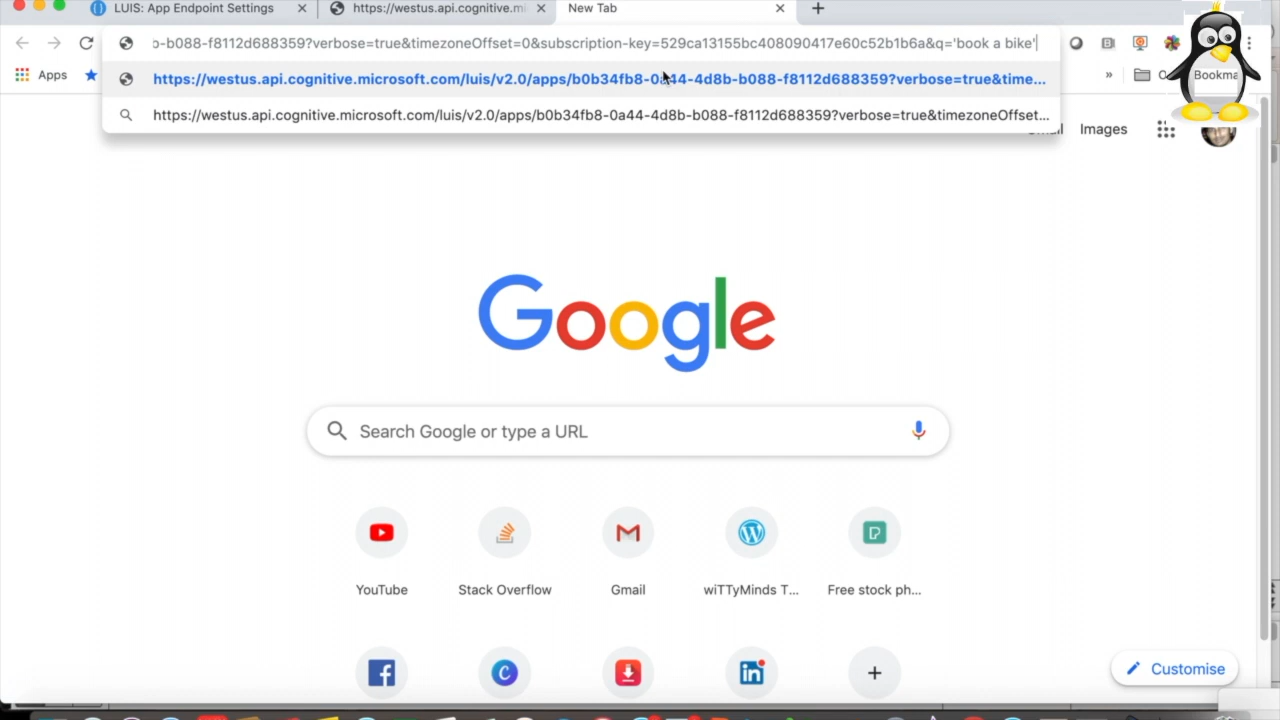 LUIS: App Endpoint Settings
https://westus.api.cognitive.mi
New Tab
b-b088-f8112d688359?verbose=true&timezoneOffset=0&subscription-key=529ca13155bc408090417e60c52b1b6a&q='book a bike'
Apps
https://westus.api.cognitive.microsoft.com/luis/v2.0/apps/b0b34fb8-0a44-4d8b-b088-f8112d688359?verbose=true&time...
» O Bookma
https://westus.api.cognitive.microsoft.com/luis/v2.0/apps/b0b34fb8-0a44-4d8b-b088-f8112d688359?verbose=true&timezoneOffset...
Gmail Images
Google
Search Google or type a URL
YouTube
Stack Overflow
Gmail
wiTTyMinds T...
Free stock ph...
Customise